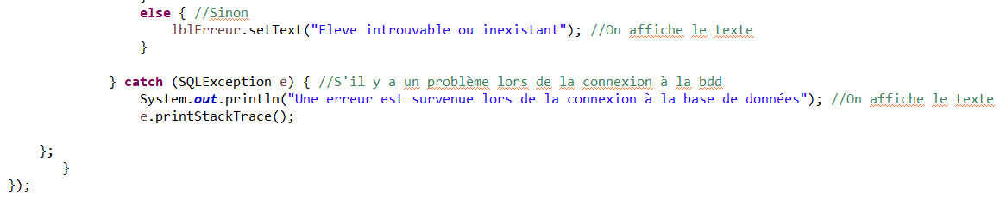 else { //Sinon
lblErreur.setText("Eleve introuvable ou inexistant"); //On affiche le texte
}
} catch (SQLException e) { //S'il y a un problème lors de la connexion à la bdd
System.out.println("Une erreur est survenue lors de la connexion à la base de données"); //On affiche le texte
e.printStackTrace();
};
}
});